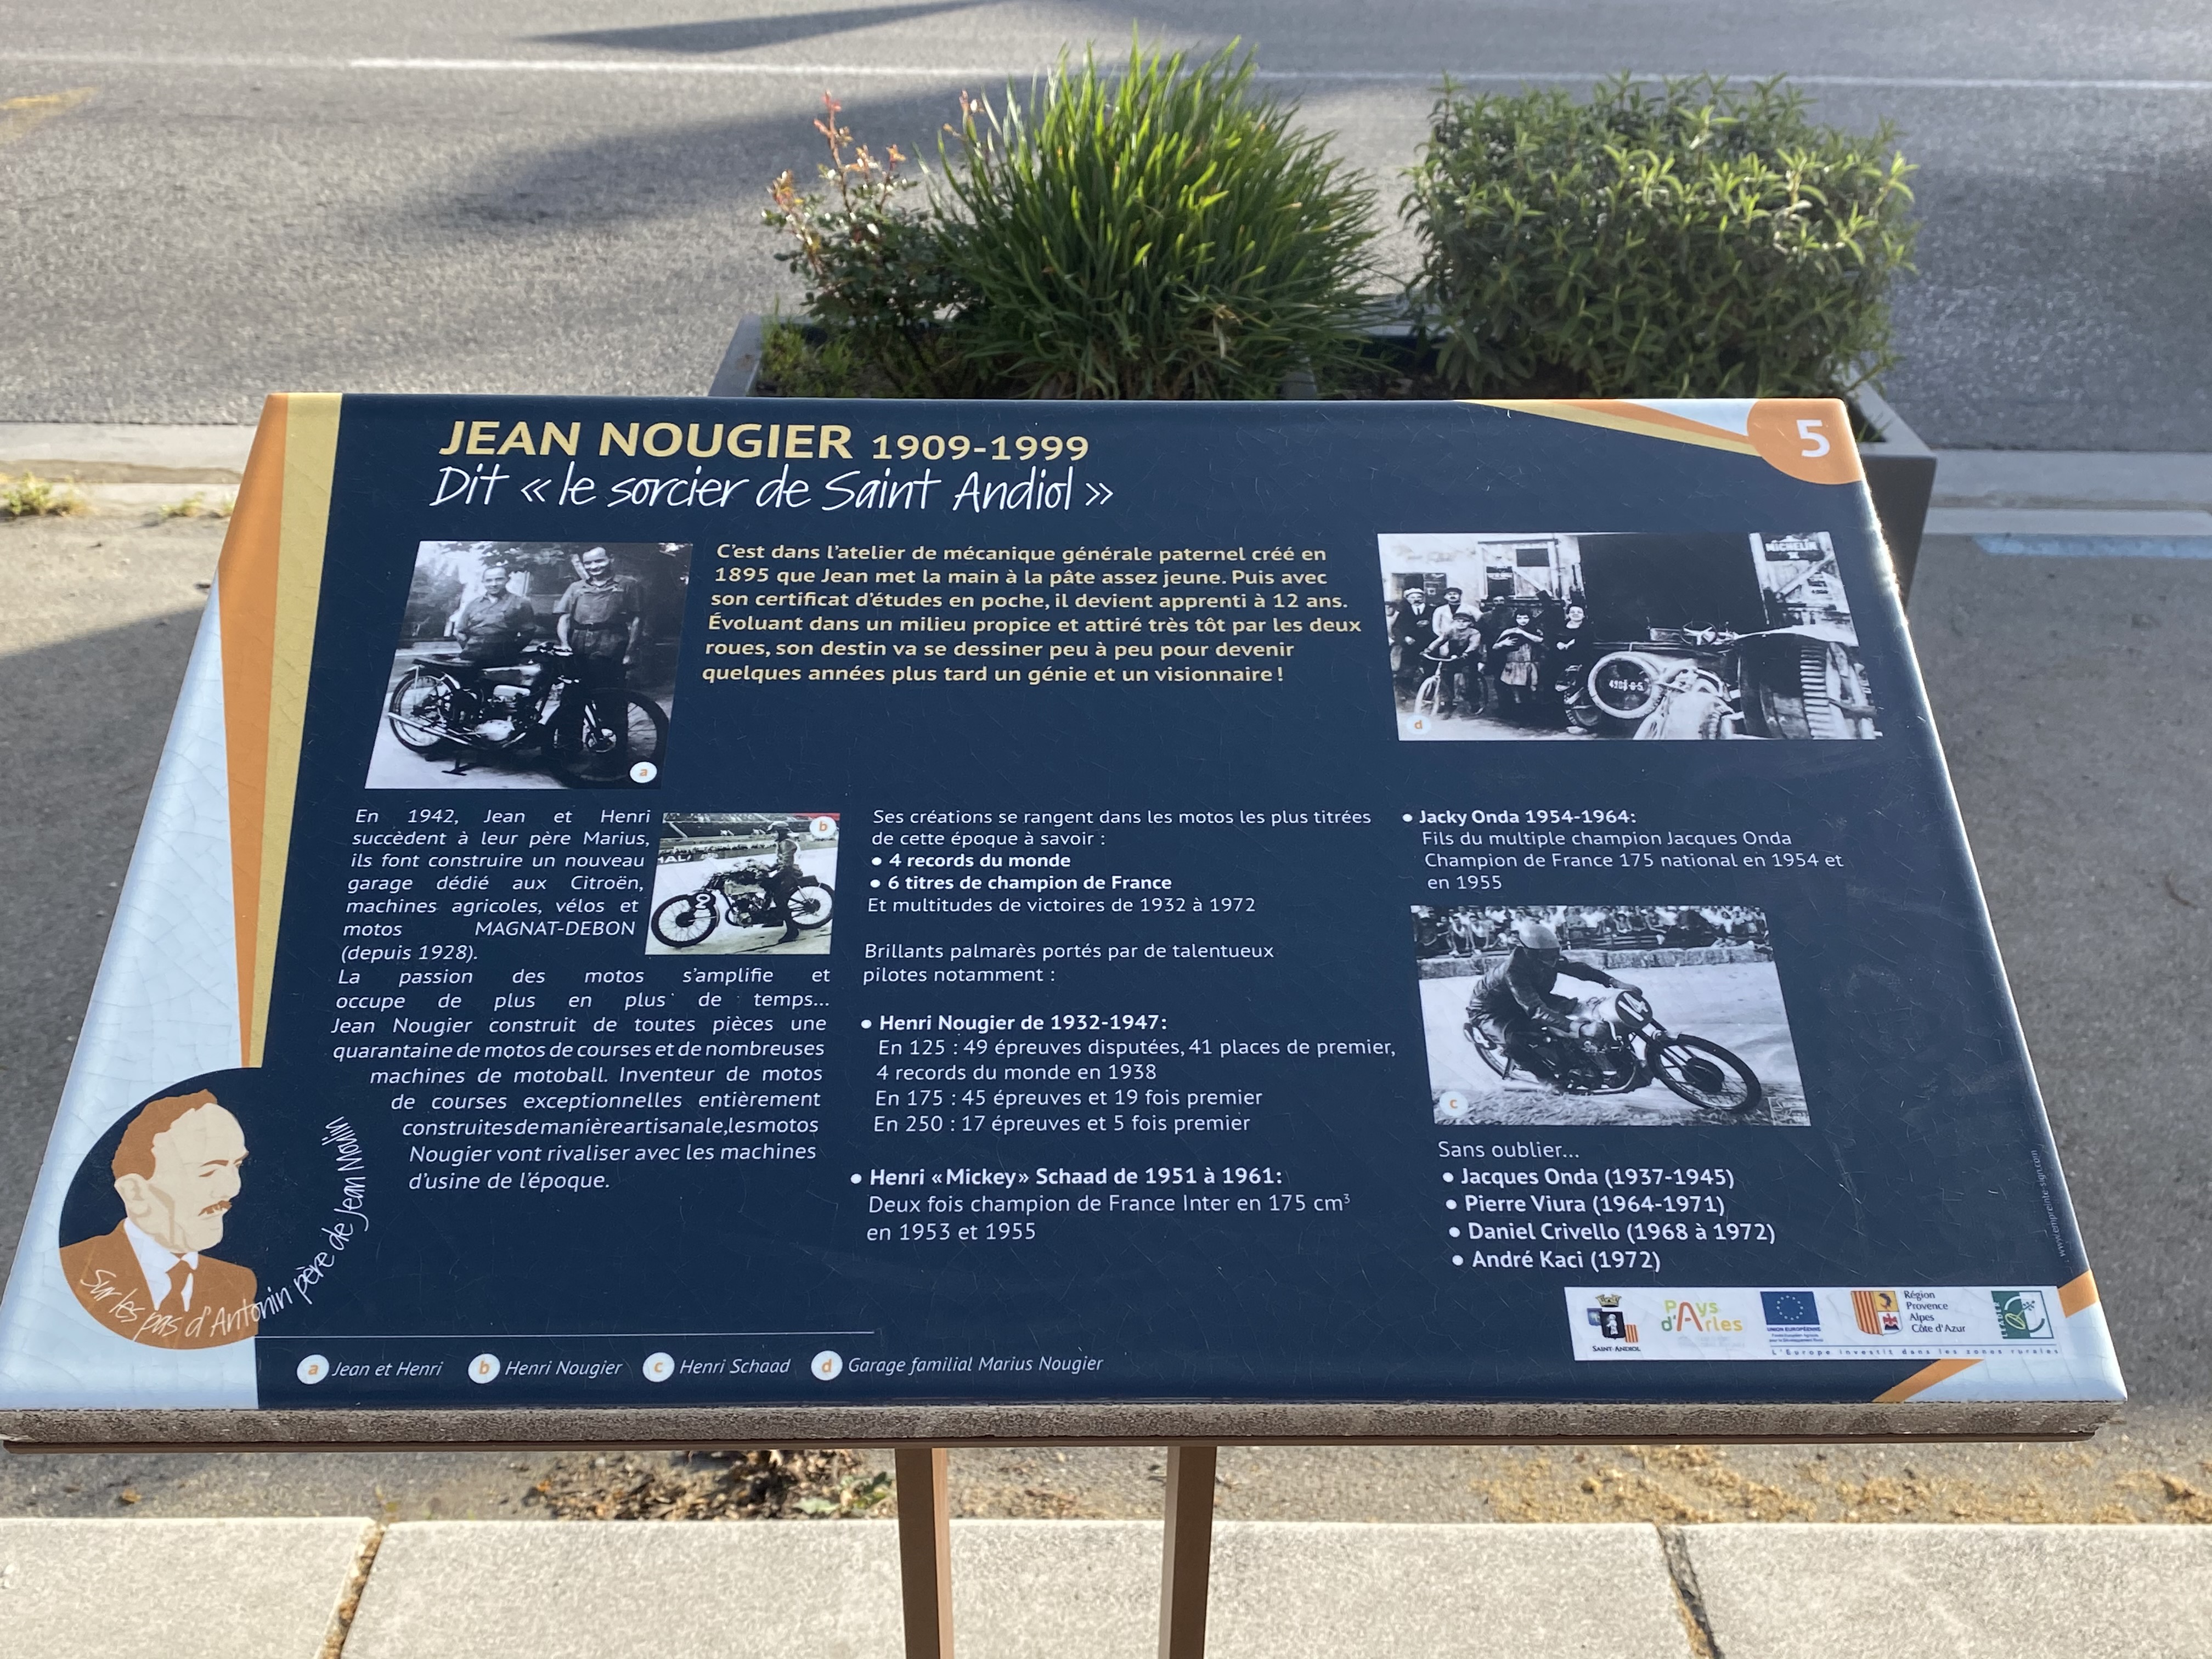 JEAN NOUGIER 1909-1999
5
Dit « le sorcier de Saint Andiol »
C'est dans l'atelier de mécanique générale paternel créé en
1895 que Jean met la main à la pâte assez jeune. Puis avec
son certificat d'études en poche, il devient apprenti à 12 ans.
Évoluant dans un milieu propice et attiré très tôt par les deux
roues, son destin va se dessiner peu à peu pour devenir
quelques années plus tard un génie et un visionnaire !
MICHELIN
a
d
En 1942, Jean et Henri
succèdent à leur père Marius,
ils font construire un nouveau
garage dédié aux Citroën,
machines agricoles, vélos et
motos MAGNAT-DEBON
(depuis 1928).
La passion des motos s'amplifie et
occupe de plus en plus de temps...
Jean Nougier construit de toutes pièces une
quarantaine de motos de courses et de nombreuses
machines de motoball. Inventeur de motos
de courses exceptionnelles entièrement
construites de manière artisanale, les motos
Nougier vont rivaliser avec les machines
d'usine de l'époque.
b
Ses créations se rangent dans les motos les plus titrées
de cette époque à savoir :
• 4 records du monde
• 6 titres de champion de France
Et multitudes de victoires de 1932 à 1972
Brillants palmarès portés par de talentueux
pilotes notamment :
• Henri Nougier de 1932-1947:
En 125 : 49 épreuves disputées, 41 places de premier,
4 records du monde en 1938
En 175 : 45 épreuves et 19 fois premier
En 250 : 17 épreuves et 5 fois premier
• Henri «Mickey» Schaad de 1951 à 1961:
Deux fois champion de France Inter en 175 cm³
en 1953 et 1955
• Jacky Onda 1954-1964:
Fils du multiple champion Jacques Onda
Champion de France 175 national en 1954 et
en 1955
14
c
Sans oublier...
• Jacques Onda (1937-1945)
• Pierre Viura (1964-1971)
• Daniel Crivello (1968 à 1972)
• André Kaci (1972)
www.empreinte-sign.com
Sur les pas d'Antonin père de Jean Moulin
a Jean et Henri b Henri Nougier c Henri Schaad d Garage familial Marius Nougier
SAINT-ANDIOL
Pays
d'Arles
UNION EUROPÉENNE
Région
Provence
Alpes
Côte d'Azur
L'Europe investit dans les zones rurales